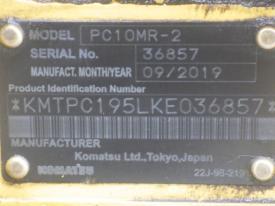 MODEL PC10MR-2
SERIAL No. 36857
MANUFACT. MONTH/YEAR 09/2019
Product Identification Number
*KMTPC195LKE036857*
MANUFACTURER
Komatsu Ltd.,Tokyo,Japan
KOMATSU